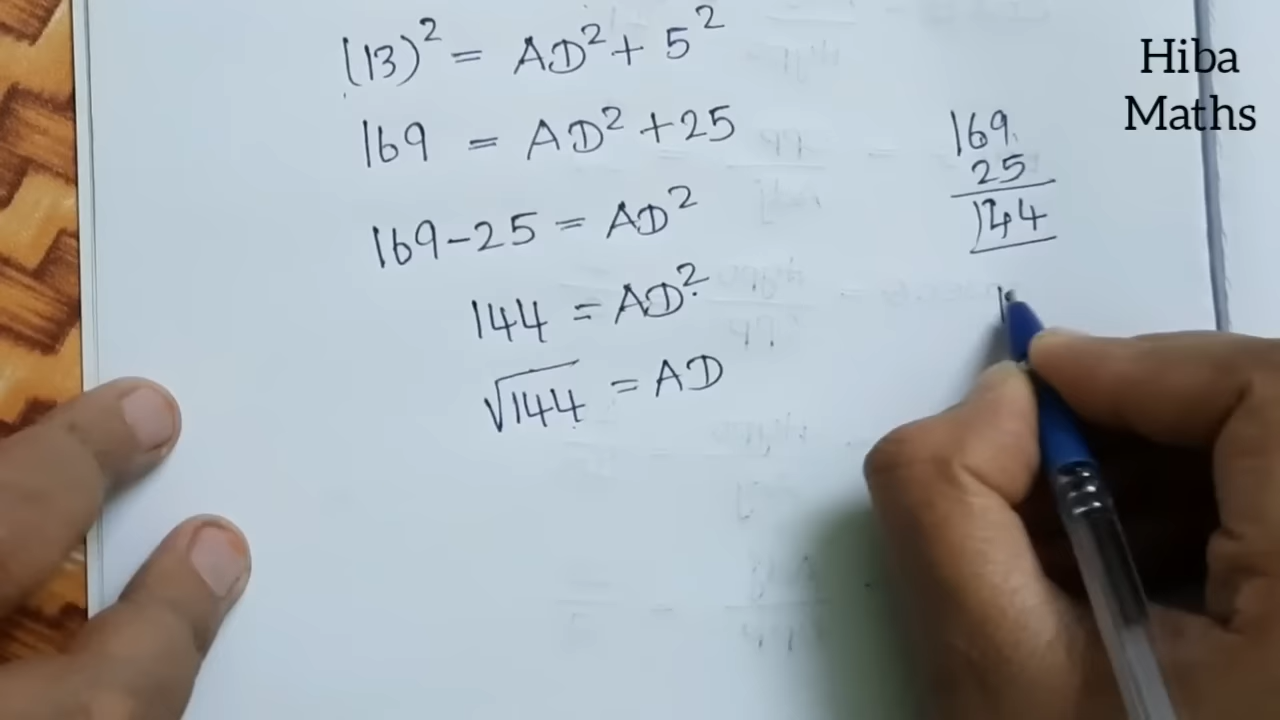 (13)² = AD² + 5²
169 = AD² + 25
169 - 25 = AD²
144 = AD²
√144 = AD
169
25
144
Hiba
Maths